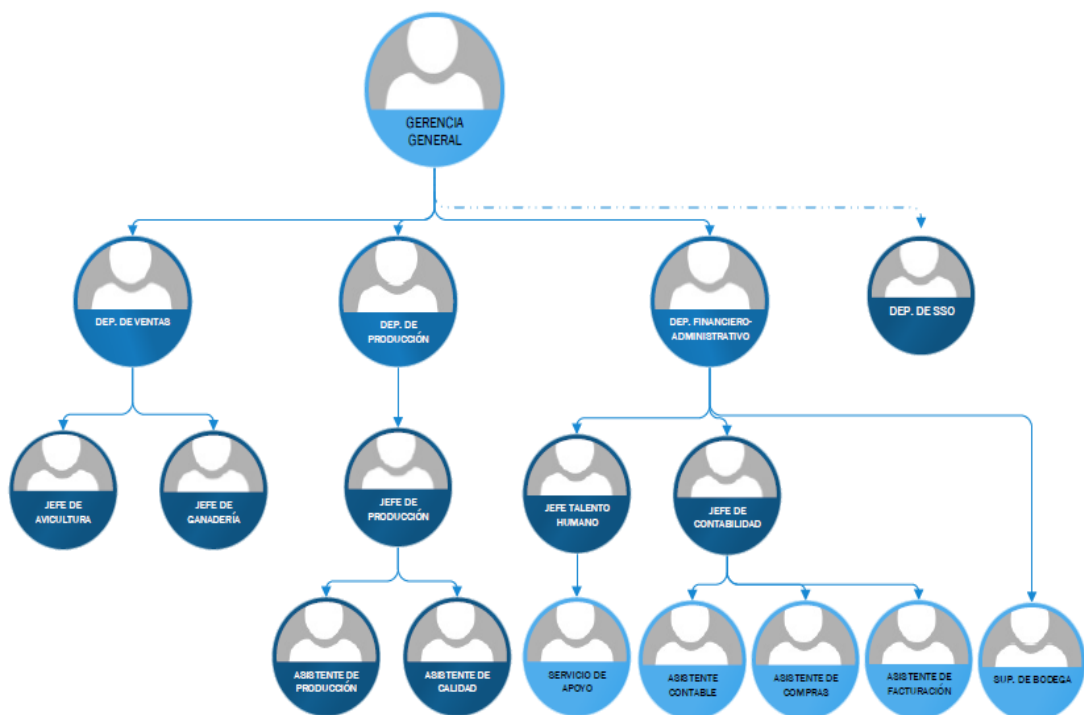 GERENCIA
GENERAL
DEP. DE VENTAS
DEP. DE
PRODUCCIÓN
DEP. FINANCIERO-
ADMINISTRATIVO
DEP. DE SSO
JEFE DE
AVICULTURA
JEFE DE
GANADERÍA
JEFE DE
PRODUCCIÓN
JEFE TALENTO
HUMANO
JEFE DE
CONTABILIDAD
ASISTENTE DE
PRODUCCIÓN
ASISTENTE DE
CALIDAD
SERVICIO DE
APOYO
ASISTENTE
CONTABLE
ASISTENTE DE
COMPRAS
ASISTENTE DE
FACTURACIÓN
SUP. DE BODEGA